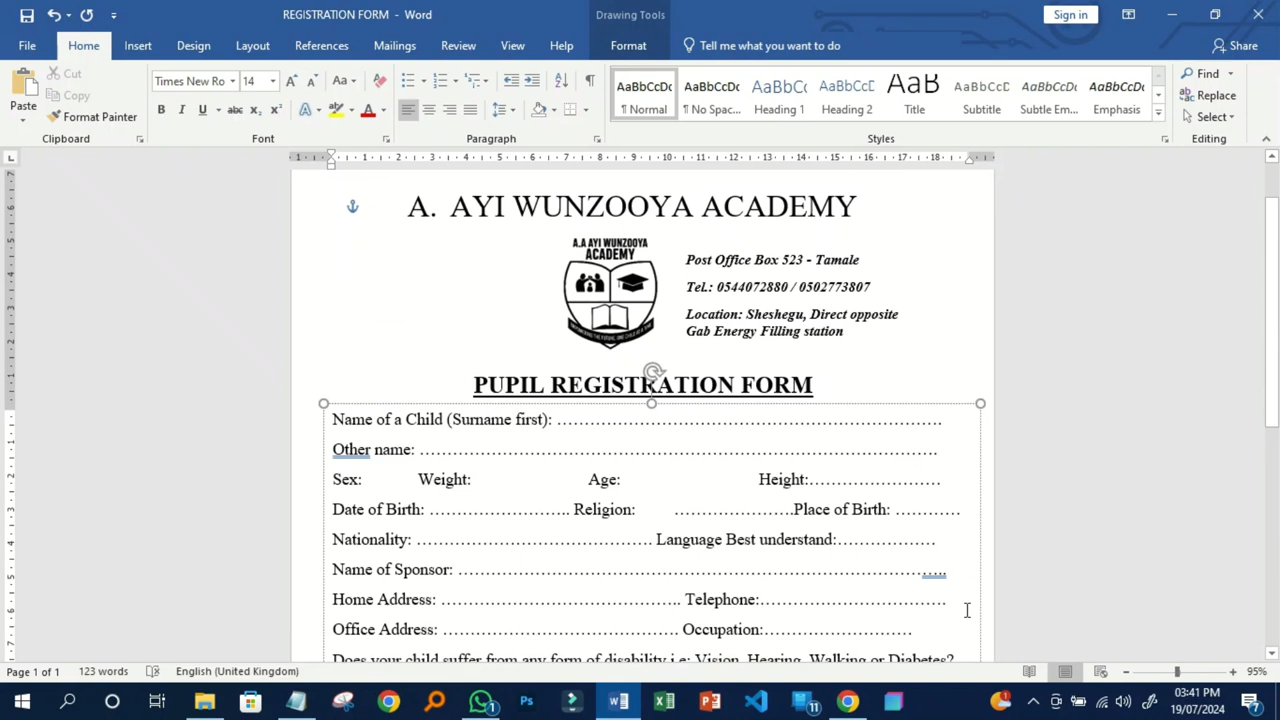 REGISTRATION FORM - Word
Drawing Tools
Sign in
File Home Insert Design Layout References Mailings Review View Help Format Tell me what you want to do Share
Paste
Cut
Copy
Format Painter
Clipboard
Times New Ro 14
Font
Paragraph
AaBbCcDc AaBbCcDc AaBbCc AaBbCcD AaB AaBbCcD AaBbCcDc AaBbCcDc
¶ Normal ¶ No Spac... Heading 1 Heading 2 Title Subtitle Subtle Em... Emphasis
Styles
Find
Replace
Select
Editing
A. AYI WUNZOOYA ACADEMY
A.A AYI WUNZOOYA
ACADEMY
Post Office Box 523 - Tamale
Tel.: 0544072880 / 0502773807
Location: Sheshegu, Direct opposite
Gab Energy Filling station
PUPIL REGISTRATION FORM
Name of a Child (Surname first): ……………………………………………………………
Other name: …………………………………………………………………………………
Sex: Weight: Age: Height:……………………
Date of Birth: …………………….. Religion: ………………….Place of Birth: …………
Nationality: …………………………………… Language Best understand:………………
Name of Sponsor: …………………………………………………………………………..
Home Address: …………………………………….. Telephone:……………………………
Office Address: …………………………………… Occupation:………………………
Does your child suffer from any form of disability i.e: Vision, Hearing, Walking or Diabetes?
Page 1 of 1 123 words English (United Kingdom) 95%
1 11 03:41 PM
19/07/2024 7